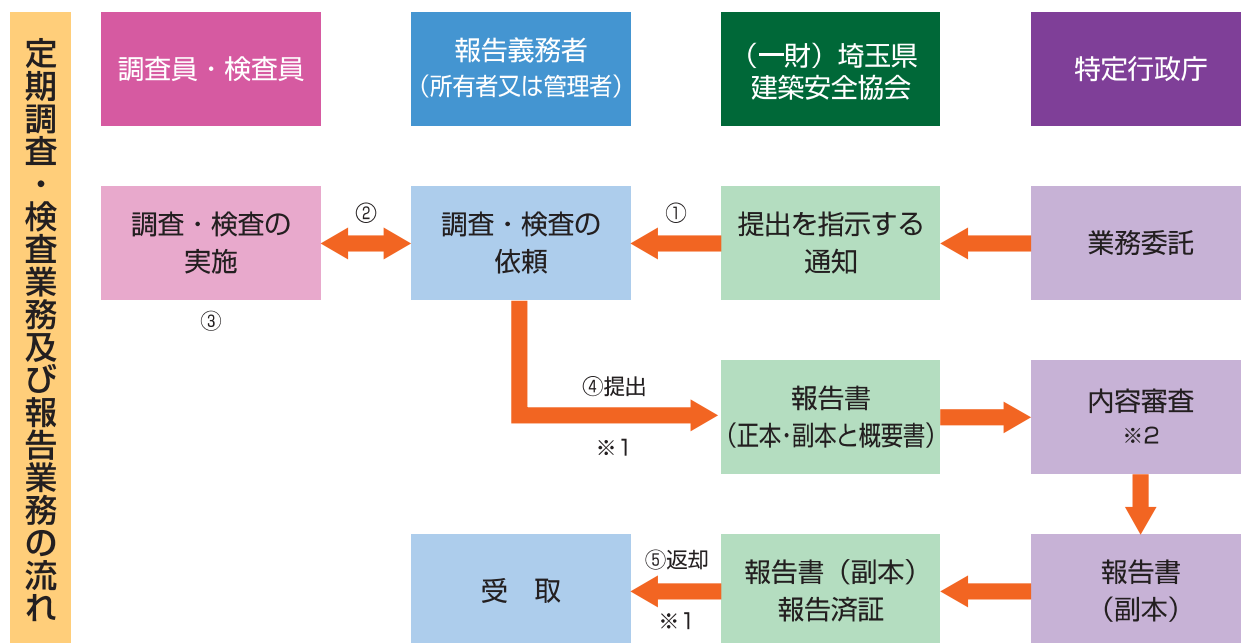 定期調査・検査業務及び報告業務の流れ
調査員・検査員
報告義務者
（所有者又は管理者）
（一財）埼玉県
建築安全協会
特定行政庁
調査・検査の
実施
③
②
調査・検査の
依頼
①
提出を指示する
通知
業務委託
④提出
※1
報告書
（正本・副本と概要書）
内容審査
※2
受　取
⑤返却
※1
報告書（副本）
報告済証
報告書
（副本）